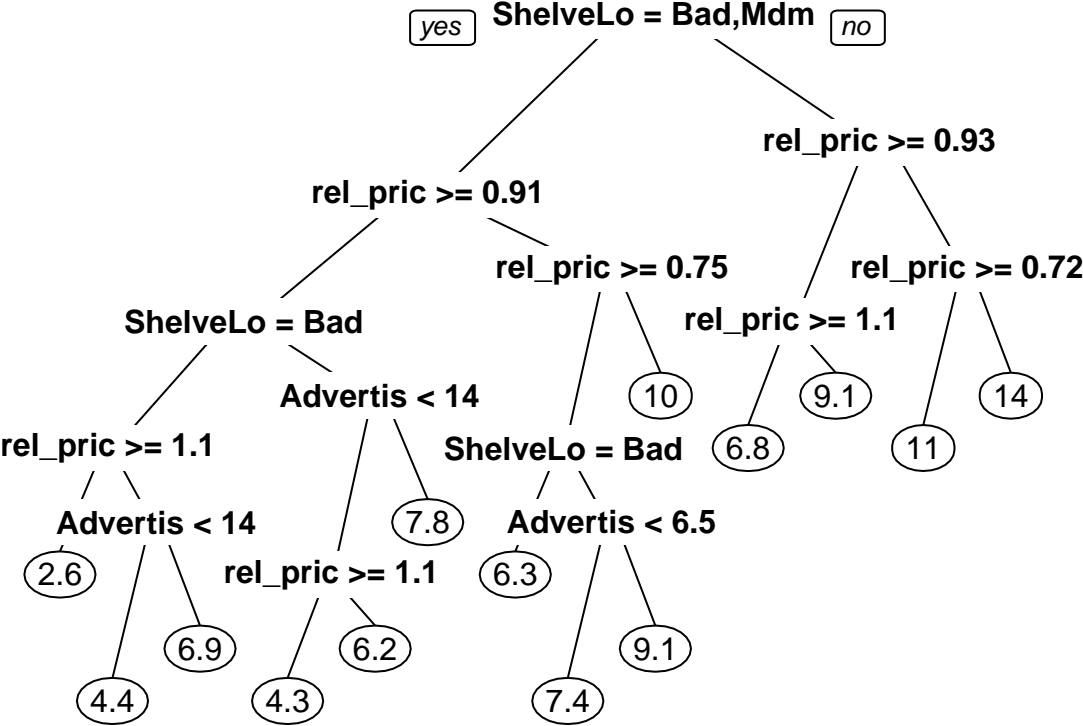 yes ShelveLo = Bad,Mdm no
rel_pric >= 0.93
rel_pric >= 0.91
rel_pric >= 0.75 rel_pric >= 0.72
ShelveLo = Bad rel_pric >= 1.1
Advertis < 14 10 9.1 14
rel_pric >= 1.1 ShelveLo = Bad 6.8 11
Advertis < 14 7.8 Advertis < 6.5
2.6 rel_pric >= 1.1 6.3
6.9 6.2 9.1
4.4 4.3 7.4